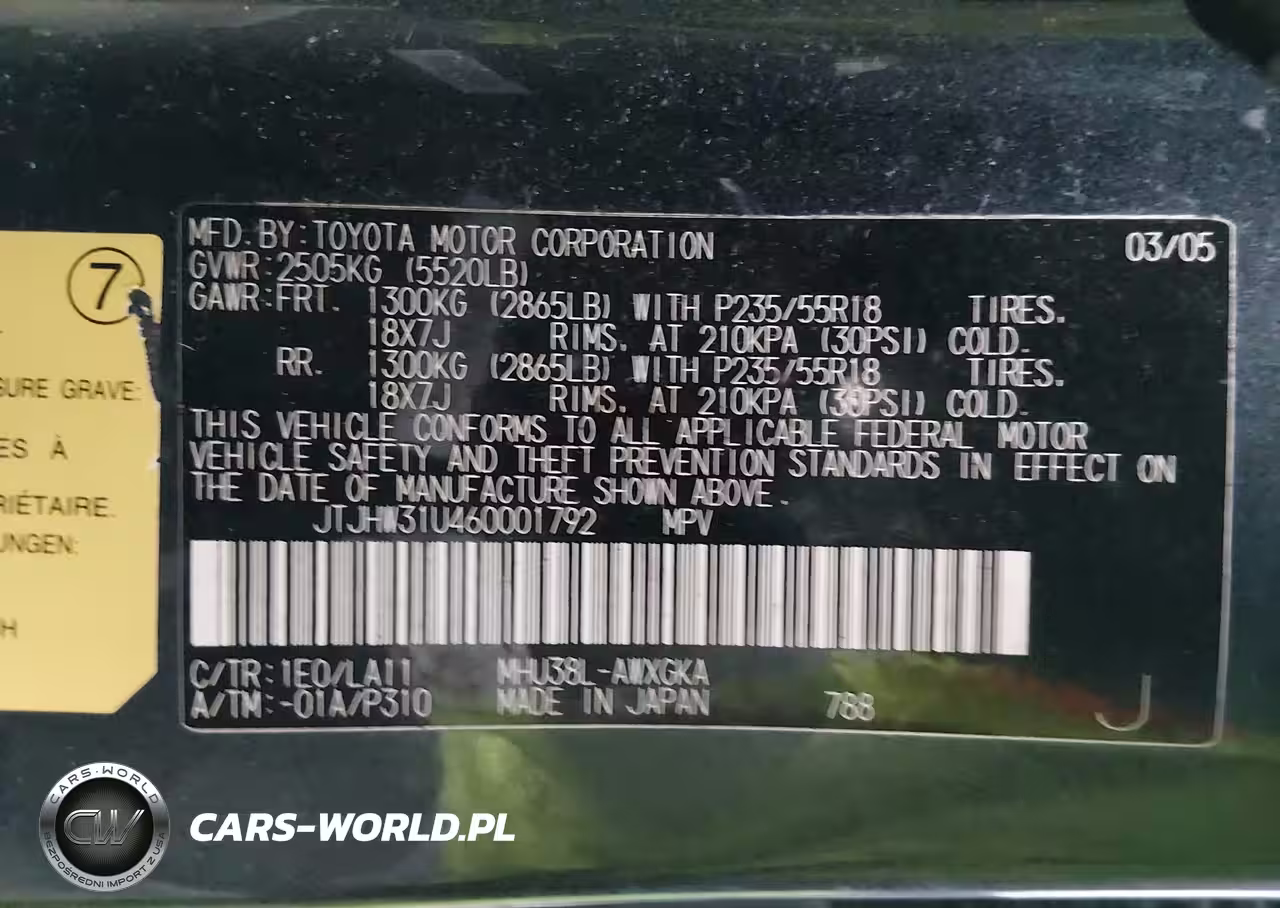 7
SURE GRAVE:
ES À
RIÉTAIRE.
UNGEN:
H
MFD. BY: TOYOTA MOTOR CORPORATION 03/05
GVWR: 2505KG (5520LB)
GAWR: FRT. 1300KG (2865LB) WITH P235/55R18 TIRES.
18X7J RIMS. AT 210KPA (30PSI) COLD.
RR. 1300KG (2865LB) WITH P235/55R18 TIRES.
18X7J RIMS. AT 210KPA (30PSI) COLD.
THIS VEHICLE CONFORMS TO ALL APPLICABLE FEDERAL MOTOR
VEHICLE SAFETY AND THEFT PREVENTION STANDARDS IN EFFECT ON
THE DATE OF MANUFACTURE SHOWN ABOVE.
JTJHW31U460001792 MPV
C/TR: 1E0/LA11 MHU38L-AWXGKA
A/TM: -01A/P310 MADE IN JAPAN 788 J
CARS-WORLD
CW
BEZPOŚREDNI IMPORT Z USA
CARS-WORLD.PL